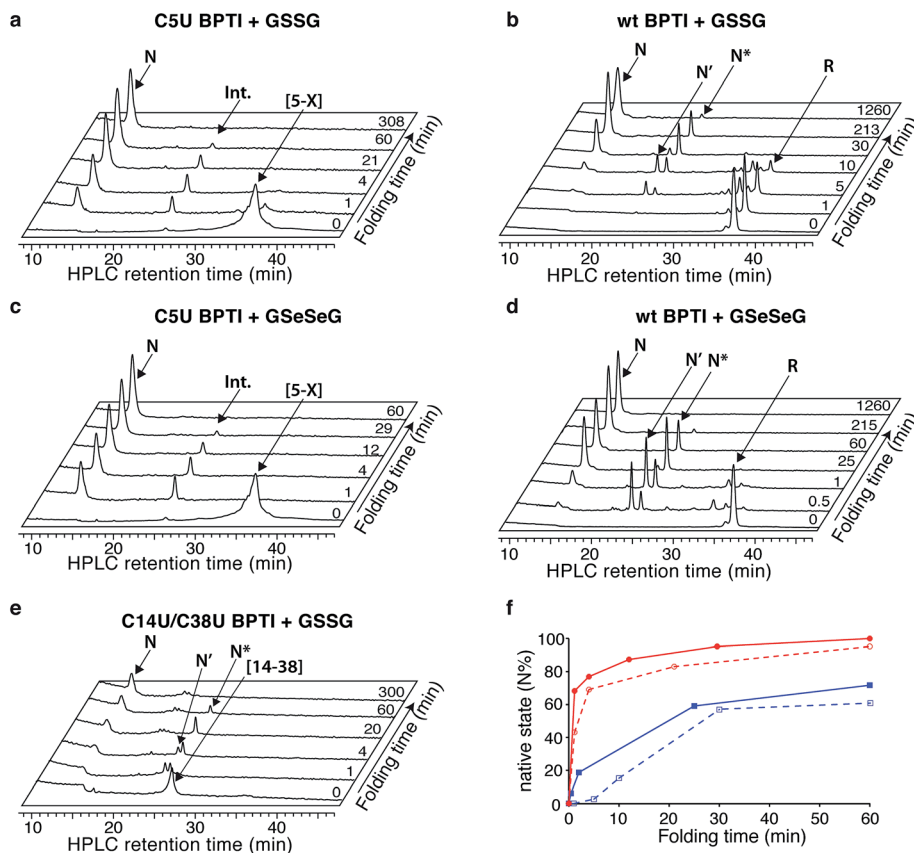 a
C5U BPTI + GSSG
N
Int.
[5-X]
308
60
21
4
1
0
Folding time (min)
10 20 30 40
HPLC retention time (min)
b
wt BPTI + GSSG
N
N′
N*
R
1260
213
30
10
5
1
0
Folding time (min)
10 20 30 40
HPLC retention time (min)
c
C5U BPTI + GSeSeG
N
Int.
[5-X]
60
29
12
4
1
0
Folding time (min)
10 20 30 40
HPLC retention time (min)
d
wt BPTI + GSeSeG
N
N′
N*
R
1260
215
60
25
1
0.5
0
Folding time (min)
10 20 30 40
HPLC retention time (min)
e
C14U/C38U BPTI + GSSG
N
N′
N*
[14-38]
300
60
20
4
1
0
Folding time (min)
10 20 30 40
HPLC retention time (min)
f
native state (N%)
100
80
60
40
20
0
0 10 20 30 40 50 60
Folding time (min)